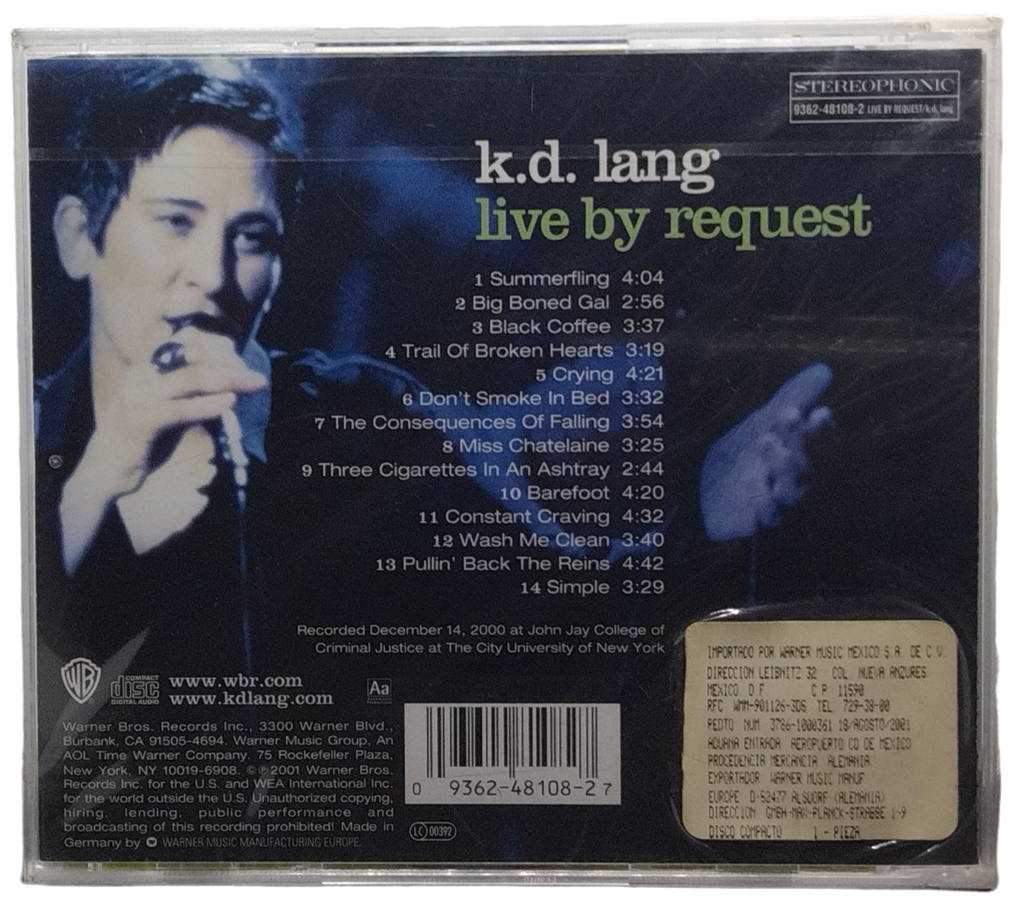 STEREOPHONIC
9362-48108-2 LIVE BY REQUEST/k.d. lang
k.d. lang
live by request
1 Summerfling 4:04
2 Big Boned Gal 2:56
3 Black Coffee 3:37
4 Trail Of Broken Hearts 3:19
5 Crying 4:21
6 Don't Smoke In Bed 3:32
7 The Consequences Of Falling 3:54
8 Miss Chatelaine 3:25
9 Three Cigarettes In An Ashtray 2:44
10 Barefoot 4:20
11 Constant Craving 4:32
12 Wash Me Clean 3:40
13 Pullin' Back The Reins 4:42
14 Simple 3:29
Recorded December 14, 2000 at John Jay College of
Criminal Justice at The City University of New York
WB
COMPACT
disc
DIGITAL AUDIO
www.wbr.com
www.kdlang.com
Aa
Warner Bros. Records Inc., 3300 Warner Blvd.,
Burbank, CA 91505-4694. Warner Music Group, An
AOL Time Warner Company. 75 Rockefeller Plaza,
New York, NY 10019-6908. ©℗2001 Warner Bros.
Records Inc. for the U.S. and WEA International Inc.
for the world outside the U.S. Unauthorized copying,
hiring, lending, public performance and
broadcasting of this recording prohibited! Made in
Germany by WARNER MUSIC MANUFACTURING EUROPE.
0 9362-48108-2 7
LC 00392
IMPORTADO POR WARNER MUSIC MEXICO S.A. DE C.V.
DIRECCION LEIBNITZ 32 COL NUEVA ANZURES
MEXICO D.F C P 11590
RFC WMM-901126-3D5 TEL 729-38-00
PEDTO NUM 3786-1000361 18/AGOSTO/2001
ADUANA ENTRADA AEROPUERTO CD DE MEXICO
PROCEDENCIA MERCANCIA ALEMANIA
EXPORTADOR WARNER MUSIC MANUF
EUROPE D-52477 ALSDORF (ALEMANIA)
DIRECCION GMBH-MAX-PLANCK-STRABBE 1-9
DISCO COMPACTO 1 - PIEZA